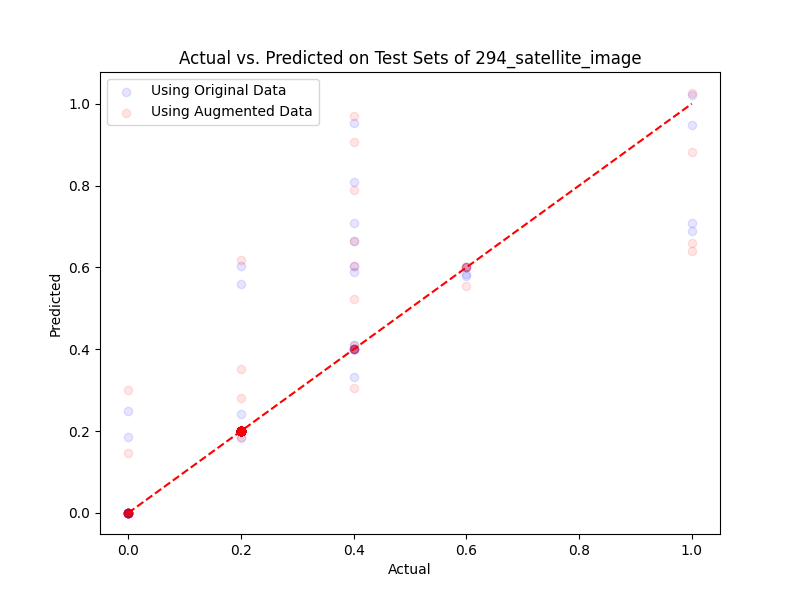 Actual vs. Predicted on Test Sets of 294_satellite_image
Using Original Data
Using Augmented Data
1.0
0.8
0.6
0.4
0.2
0.0
Predicted
0.0 0.2 0.4 0.6 0.8 1.0
Actual